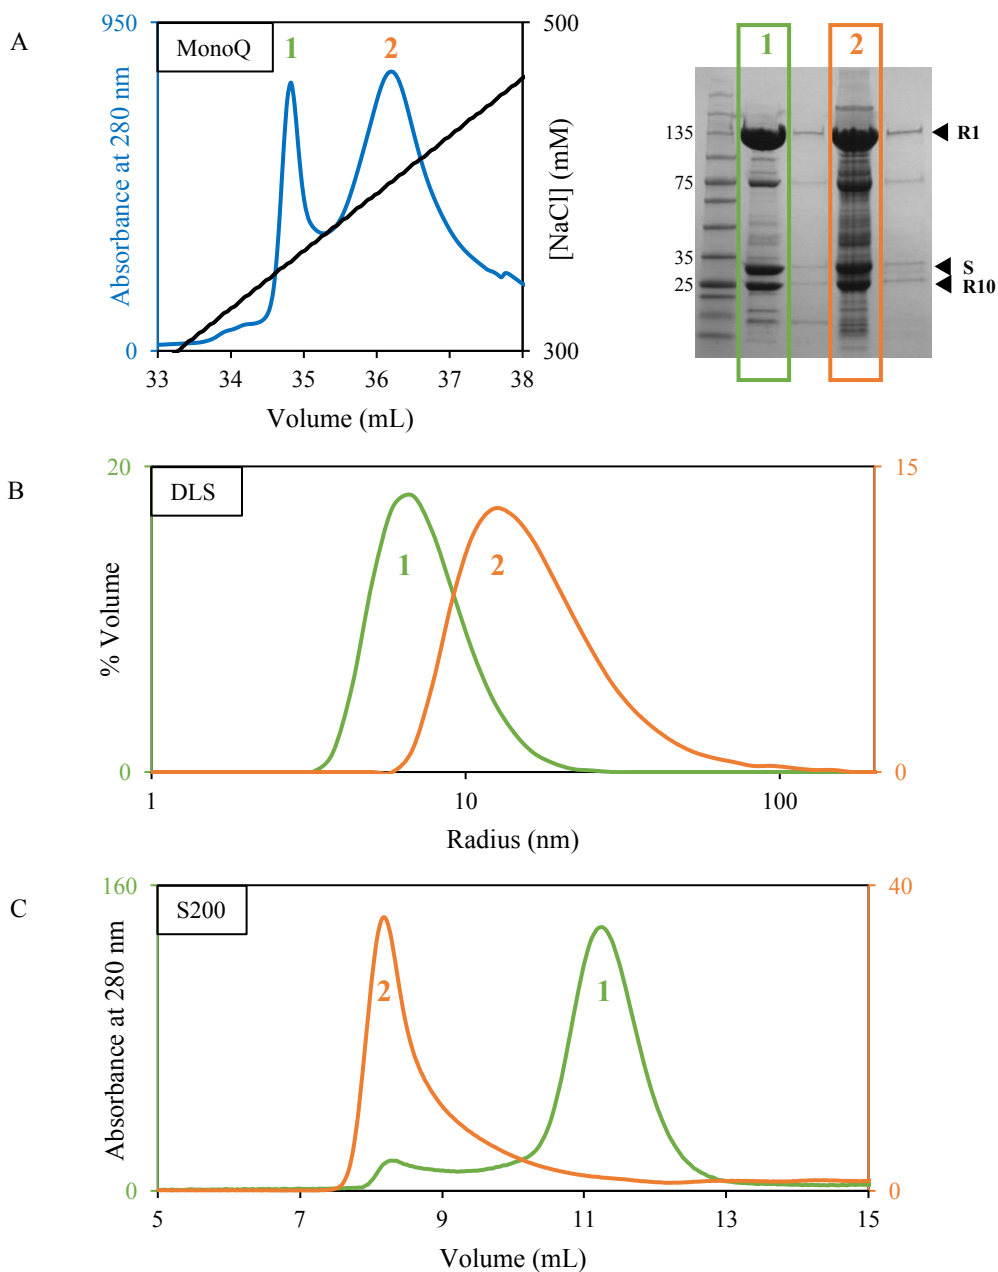 A
MonoQ
950
0
Absorbance at 280 nm
1
2
500
300
[NaCl] (mM)
33
34
35
36
37
38
Volume (mL)
1
2
135
75
35
25
R1
S
R10
B
DLS
20
0
% Volume
1
2
15
0
1
10
100
Radius (nm)
C
S200
160
0
Absorbance at 280 nm
2
1
40
0
5
7
9
11
13
15
Volume (mL)